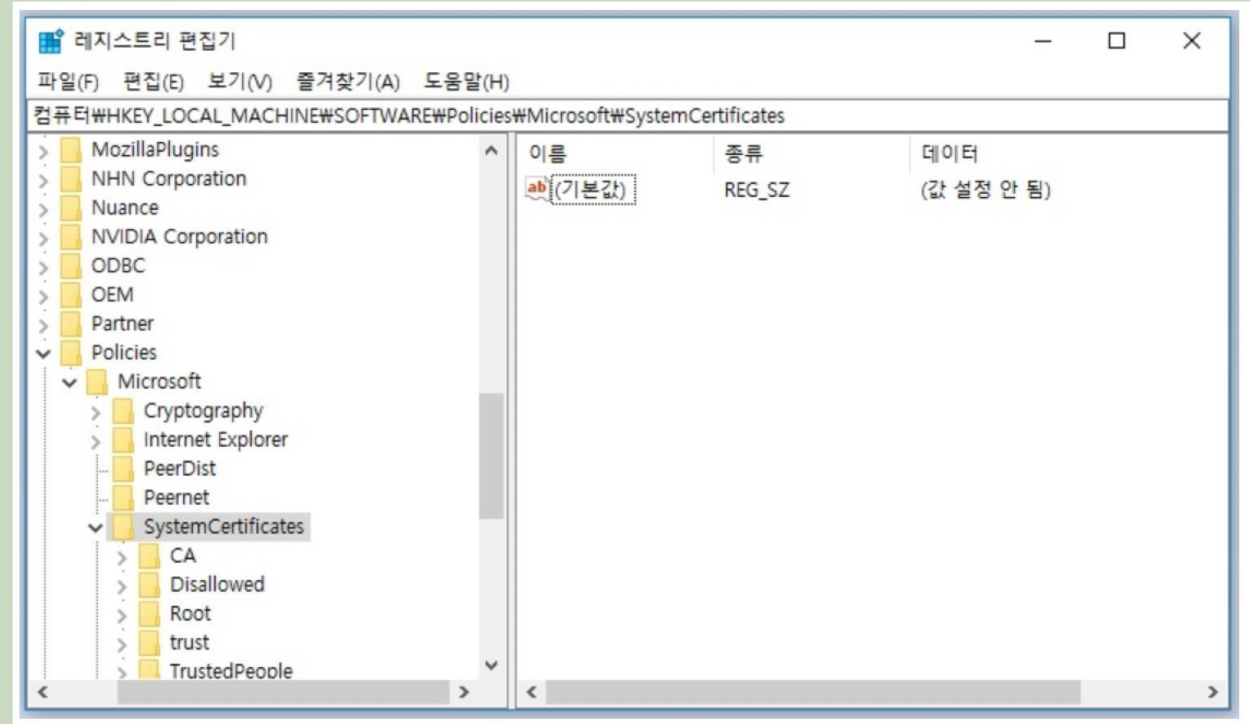 레지스트리 편집기
파일(F) 편집(E) 보기(V) 즐겨찾기(A) 도움말(H)
컴퓨터₩HKEY_LOCAL_MACHINE₩SOFTWARE₩Policies₩Microsoft₩SystemCertificates
MozillaPlugins
NHN Corporation
Nuance
NVIDIA Corporation
ODBC
OEM
Partner
Policies
Microsoft
Cryptography
Internet Explorer
PeerDist
Peernet
SystemCertificates
CA
Disallowed
Root
trust
TrustedPeople
이름 종류 데이터
ab (기본값) REG_SZ (값 설정 안 됨)